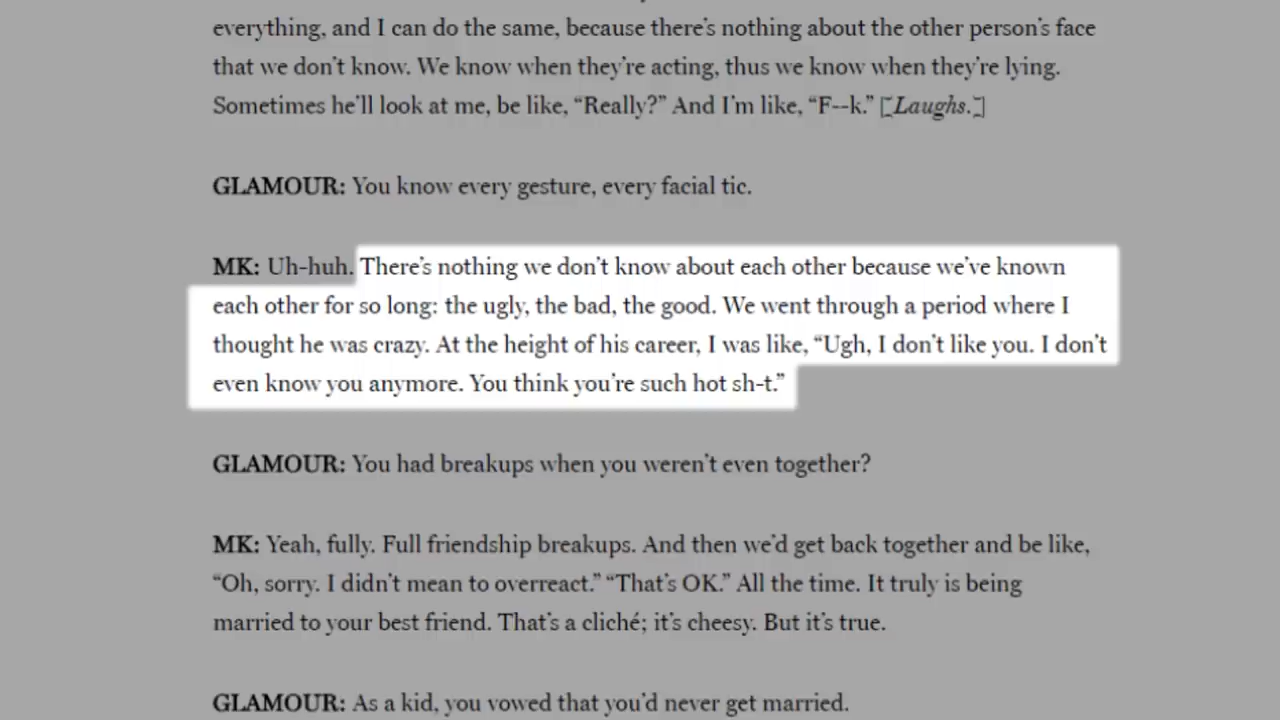 everything, and I can do the same, because there’s nothing about the other person’s face
that we don’t know. We know when they’re acting, thus we know when they’re lying.
Sometimes he’ll look at me, be like, “Really?” And I’m like, “F--k.” [Laughs.]
GLAMOUR: You know every gesture, every facial tic.
MK: Uh-huh. There’s nothing we don’t know about each other because we’ve known
each other for so long: the ugly, the bad, the good. We went through a period where I
thought he was crazy. At the height of his career, I was like, “Ugh, I don’t like you. I don’t
even know you anymore. You think you’re such hot sh-t.”
GLAMOUR: You had breakups when you weren’t even together?
MK: Yeah, fully. Full friendship breakups. And then we’d get back together and be like,
“Oh, sorry. I didn’t mean to overreact.” “That’s OK.” All the time. It truly is being
married to your best friend. That’s a cliché; it’s cheesy. But it’s true.
GLAMOUR: As a kid, you vowed that you’d never get married.